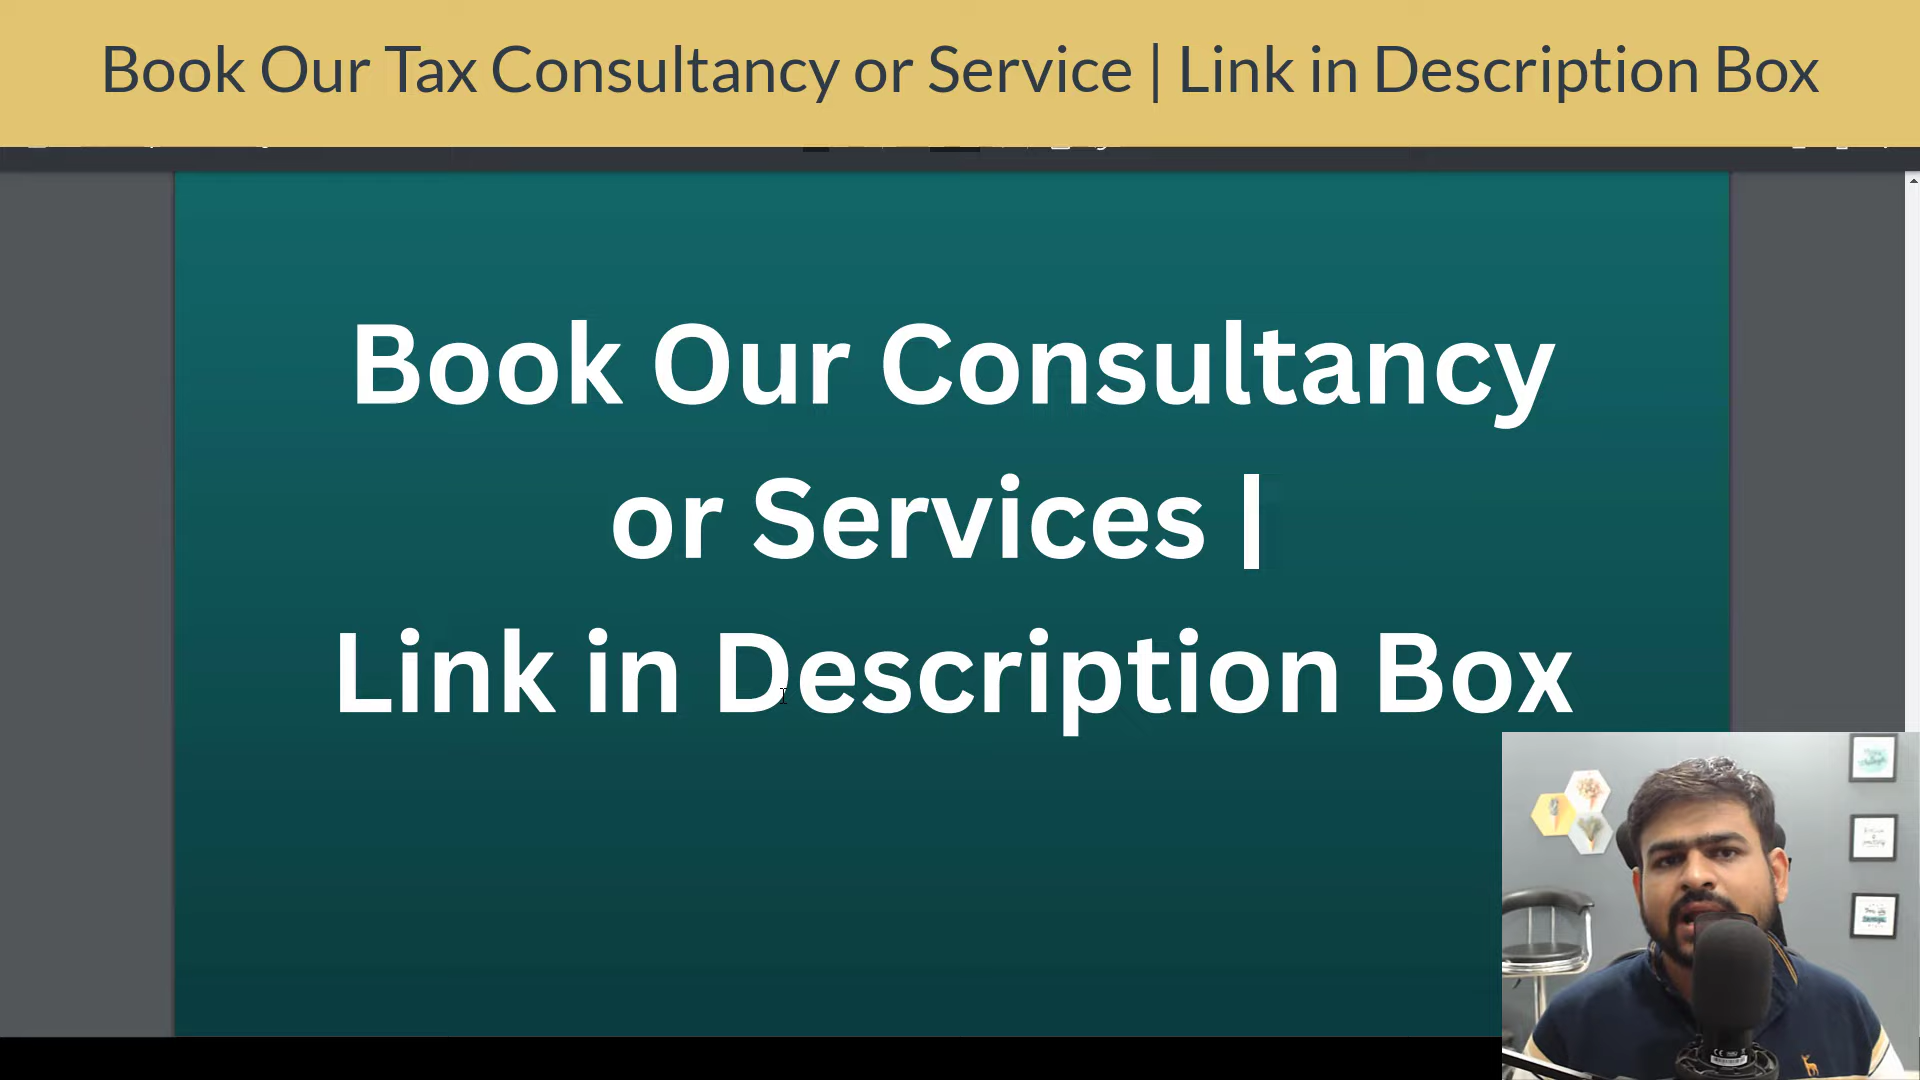 Book Our Tax Consultancy or Service | Link in Description Box
Book Our Consultancy
or Services |
Link in Description Box